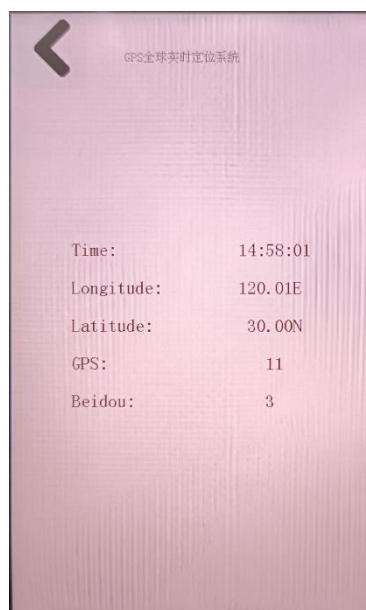 GPS全球实时定位系统
Time: 14:58:01
Longitude: 120.01E
Latitude: 30.00N
GPS: 11
Beidou: 3